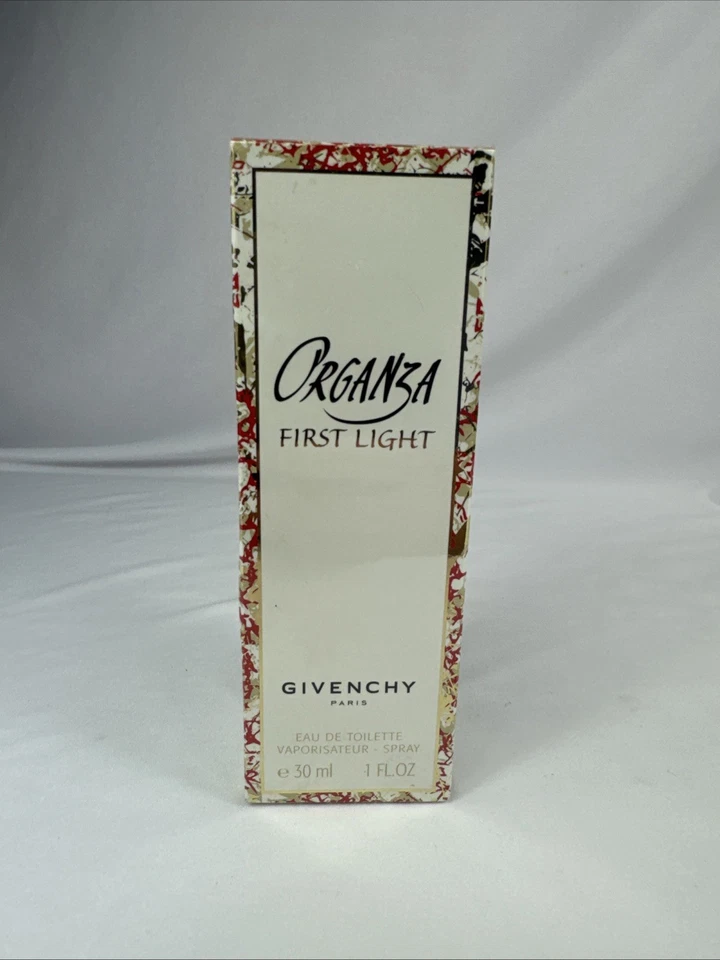 ORGANZA
FIRST LIGHT
GIVENCHY
PARIS
EAU DE TOILETTE
VAPORISATEUR - SPRAY
℮ 30 ml 1 FL.OZ